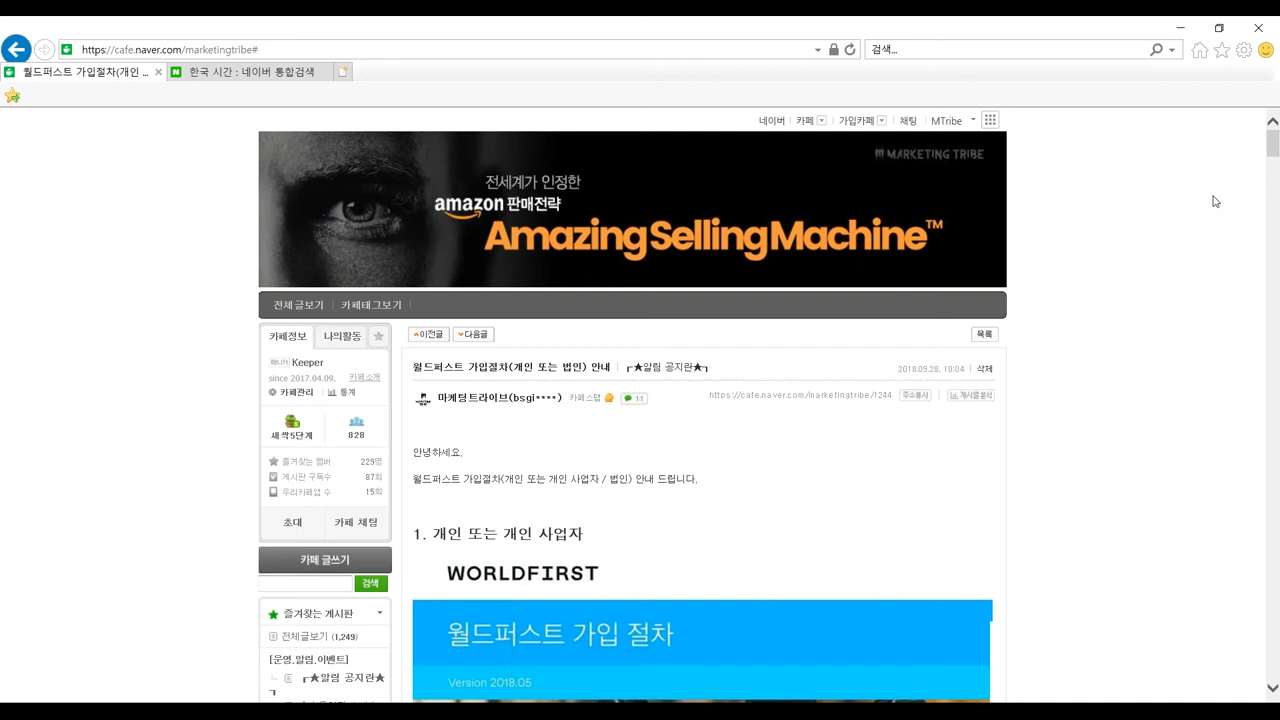 https://cafe.naver.com/marketingtribe#
검색...
월드퍼스트 가입절차(개인 ...
한국 시간 : 네이버 통합검색
네이버 카페 가입카페 채팅 MTribe
MARKETING TRIBE
전세계가 인정한
amazon 판매전략
Amazing Selling Machine™
전체글보기 카페태그보기
카페정보 나의활동
이전글 다음글 목록
매니저 Keeper
since 2017.04.09. 카페소개
카페관리 통계
새싹5단계 828
즐겨찾는 멤버 229명
게시판 구독수 87회
우리카페앱 수 15회
초대 카페 채팅
카페 글쓰기
검색
즐겨찾는 게시판
전체글보기 (1,249)
[운영.알림.이벤트]
┏★알림 공지란★
┓
월드퍼스트 가입절차(개인 또는 법인) 안내 ┏★알림 공지란★┓
2018.09.28. 10:04 삭제
마케팅트라이브(bsgi****) 카페스탭 1:1
https://cafe.naver.com/marketingtribe/1244 주소복사 게시글분석
안녕하세요,
월드퍼스트 가입절차(개인 또는 개인 사업자 / 법인) 안내 드립니다.
1. 개인 또는 개인 사업자
WORLDFIRST
월드퍼스트 가입 절차
Version 2018.05